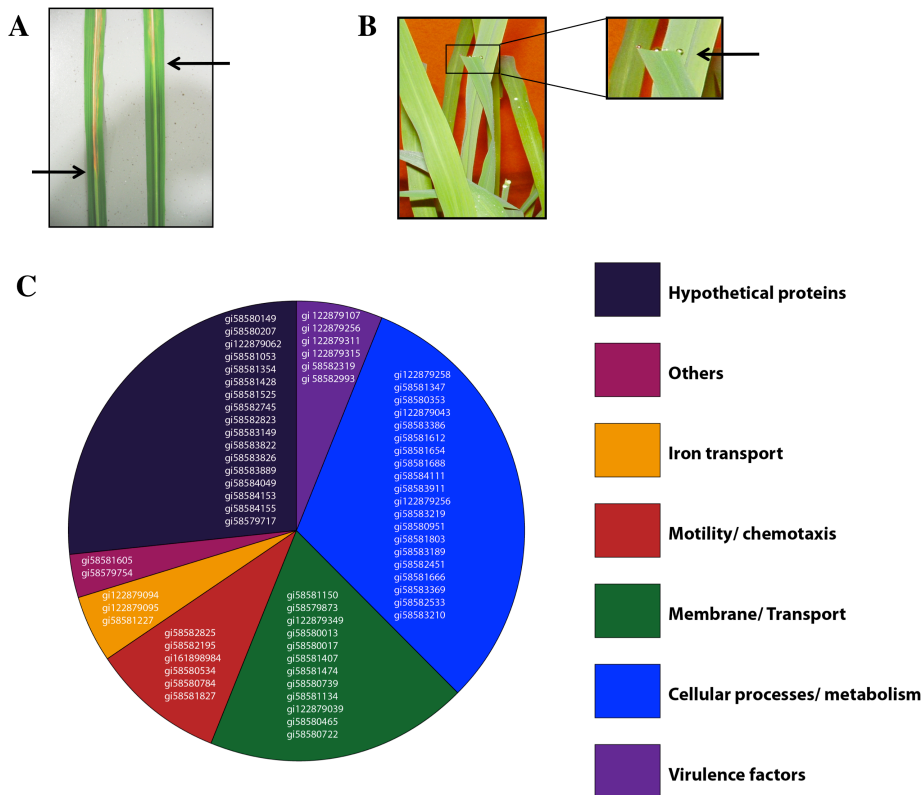 A
B
C
gi58580149
gi58580207
gi122879062
gi58581053
gi58581354
gi58581428
gi58581525
gi58582745
gi58582823
gi58583149
gi58583822
gi58583826
gi58583889
gi58584049
gi58584153
gi58584155
gi58579717
gi 122879107
gi 122879256
gi 122879311
gi 122879315
gi 58582319
gi 58582993
gi122879258
gi58581347
gi58580353
gi122879043
gi58583386
gi58581612
gi58581654
gi58581688
gi58584111
gi58583911
gi122879256
gi58583219
gi58580951
gi58581803
gi58583189
gi58582451
gi58581666
gi58583369
gi58582533
gi58583210
gi58581605
gi58579754
gi122879094
gi122879095
gi58581227
gi58582825
gi58582195
gi161898984
gi58580534
gi58580784
gi58581827
gi58581150
gi58579873
gi122879349
gi58580013
gi58580017
gi58581407
gi58581474
gi58580739
gi58581134
gi122879039
gi58580465
gi58580722
Hypothetical proteins
Others
Iron transport
Motility/ chemotaxis
Membrane/ Transport
Cellular processes/ metabolism
Virulence factors